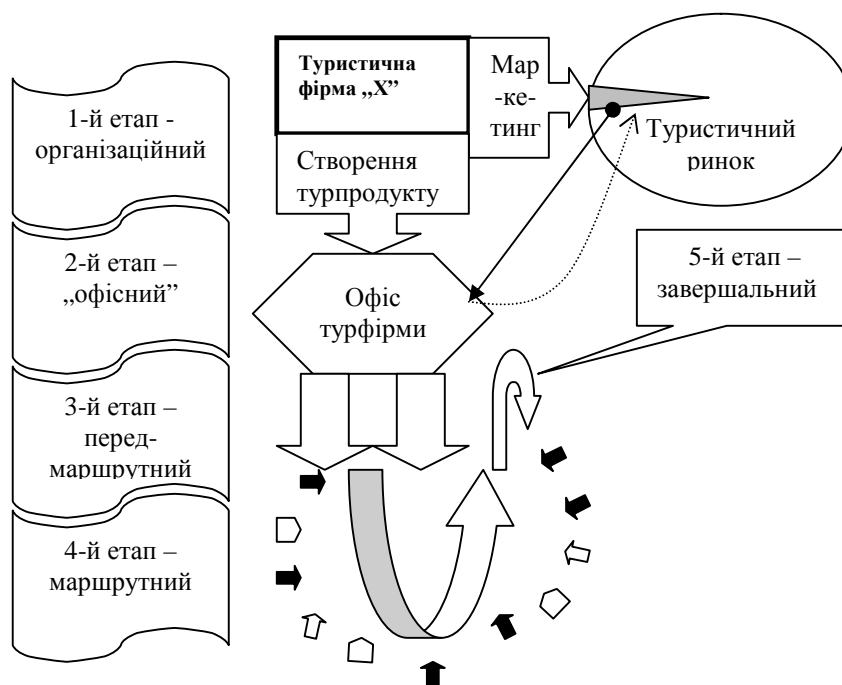 Туристична
фірма „Х”
Мар
-ке-
тинг
Туристичний
ринок
Створення
турпродукту
1-й етап -
організаційний
2-й етап –
„офісний”
Офіс
турфірми
5-й етап –
завершальний
3-й етап –
перед-
маршрутний
4-й етап –
маршрутний